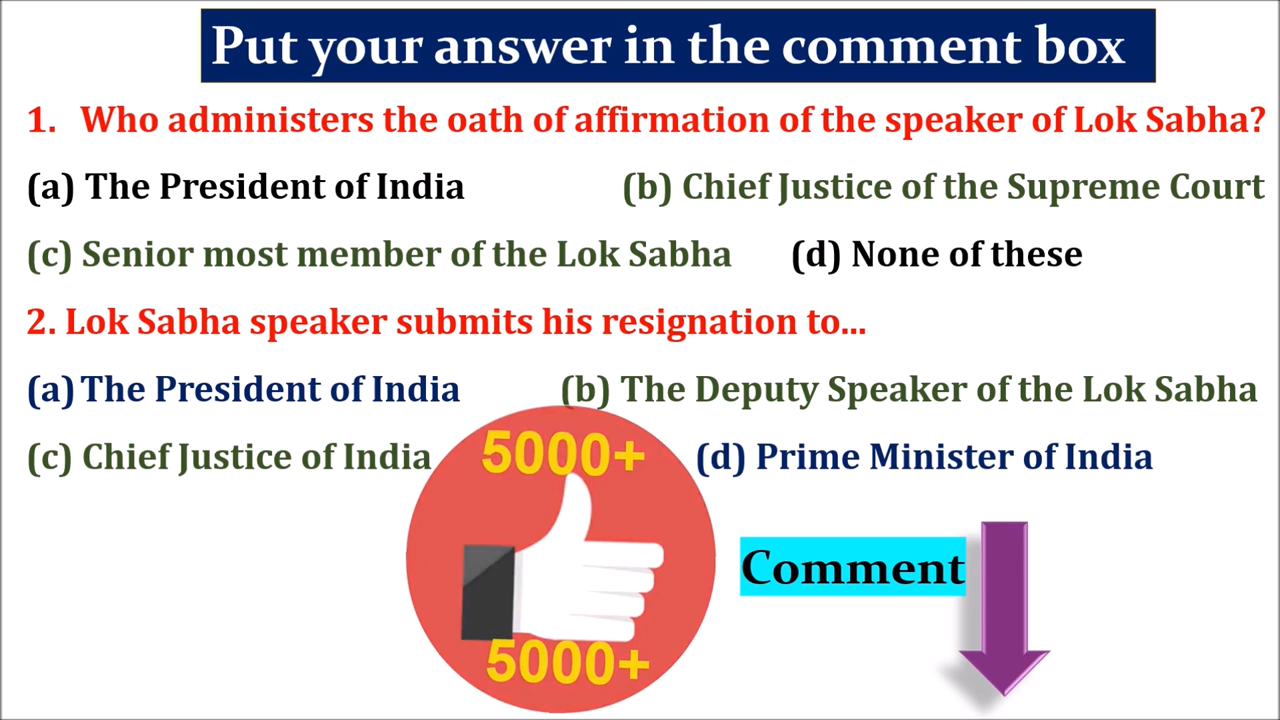 Put your answer in the comment box
1. Who administers the oath of affirmation of the speaker of Lok Sabha?
(a) The President of India (b) Chief Justice of the Supreme Court
(c) Senior most member of the Lok Sabha (d) None of these
2. Lok Sabha speaker submits his resignation to...
(a) The President of India (b) The Deputy Speaker of the Lok Sabha
(c) Chief Justice of India (d) Prime Minister of India
5000+
Comment
5000+